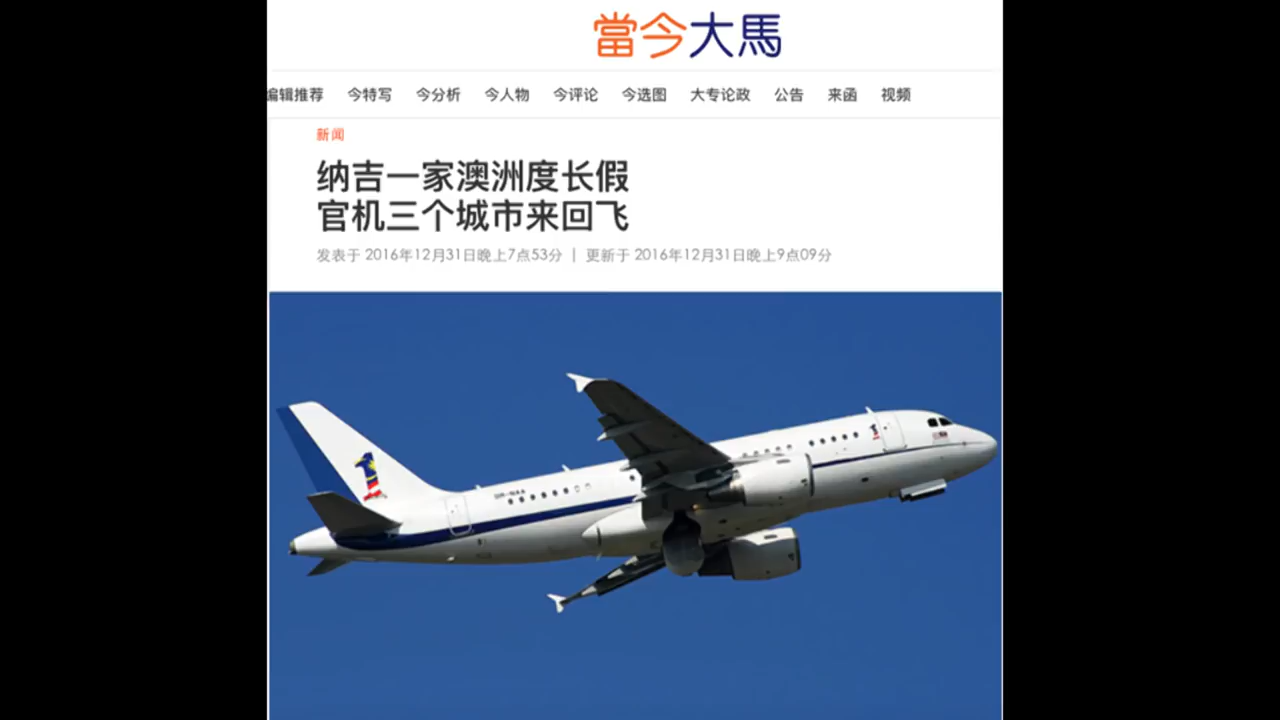 當今大馬
编辑推荐 今特写 今分析 今人物 今评论 今选图 大专论政 公告 来函 视频
新闻
纳吉一家澳洲度长假
官机三个城市来回飞
发表于 2016年12月31日晚上7点53分 | 更新于 2016年12月31日晚上9点09分
1